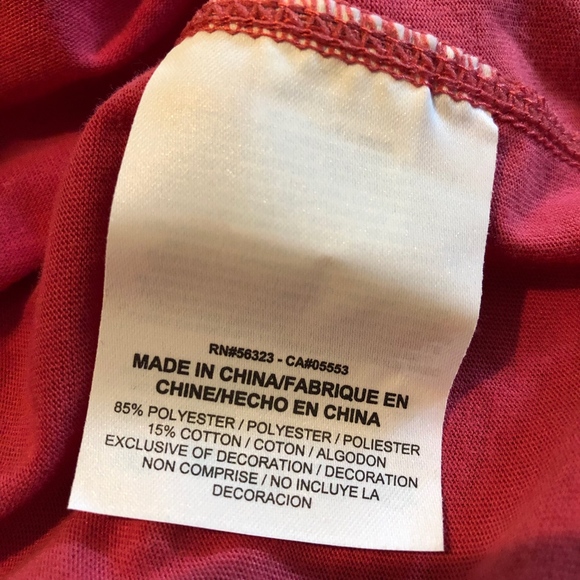 RN#56323 - CA#05553
MADE IN CHINA/FABRIQUE EN
CHINE/HECHO EN CHINA
85% POLYESTER / POLYESTER / POLIESTER
15% COTTON / COTON / ALGODON
EXCLUSIVE OF DECORATION / DECORATION
NON COMPRISE / NO INCLUYE LA
DECORACION